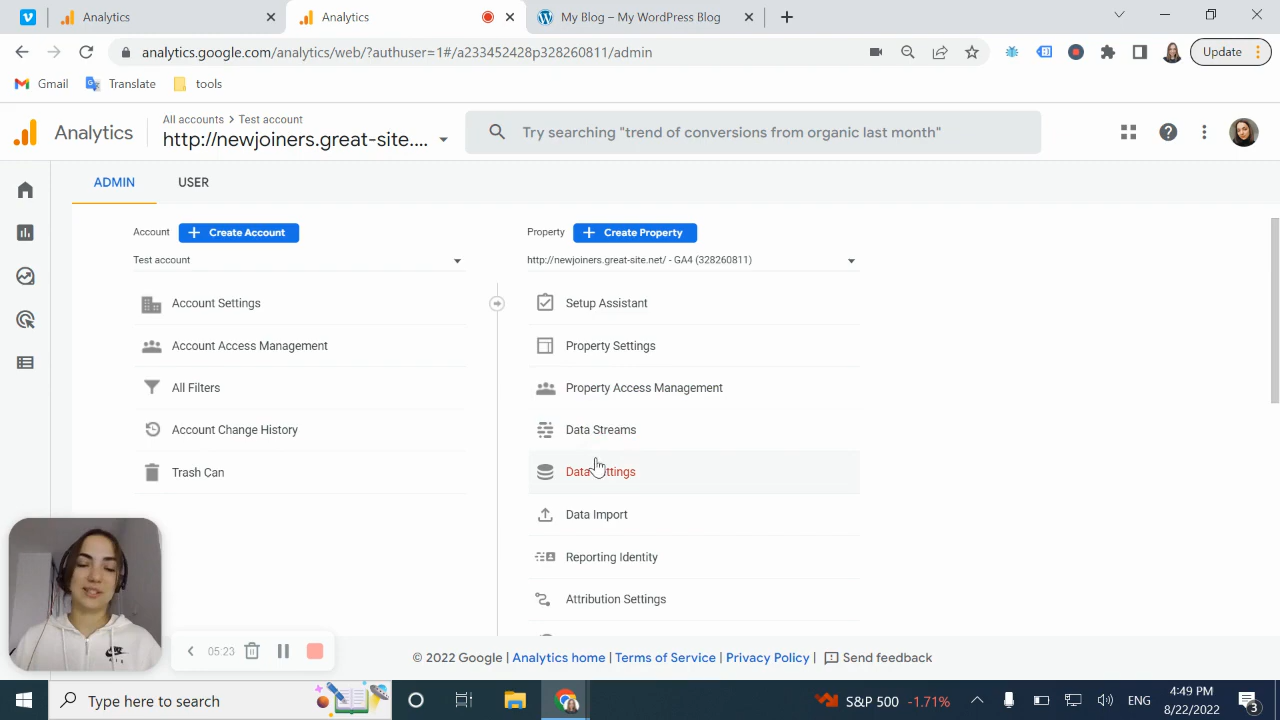 Analytics
Analytics
My Blog – My WordPress Blog
analytics.google.com/analytics/web/?authuser=1#/a233452428p328260811/admin
Update
Gmail
Translate
tools
Analytics
All accounts > Test account
http://newjoiners.great-site....
Try searching "trend of conversions from organic last month"
ADMIN
USER
Account
+ Create Account
Test account
Account Settings
Account Access Management
All Filters
Account Change History
Trash Can
Property
+ Create Property
http://newjoiners.great-site.net/ - GA4 (328260811)
Setup Assistant
Property Settings
Property Access Management
Data Streams
Data Settings
Data Import
Reporting Identity
Attribution Settings
05:23
© 2022 Google | Analytics home | Terms of Service | Privacy Policy | Send feedback
Type here to search
S&P 500 -1.71%
ENG
4:49 PM
8/22/2022
3